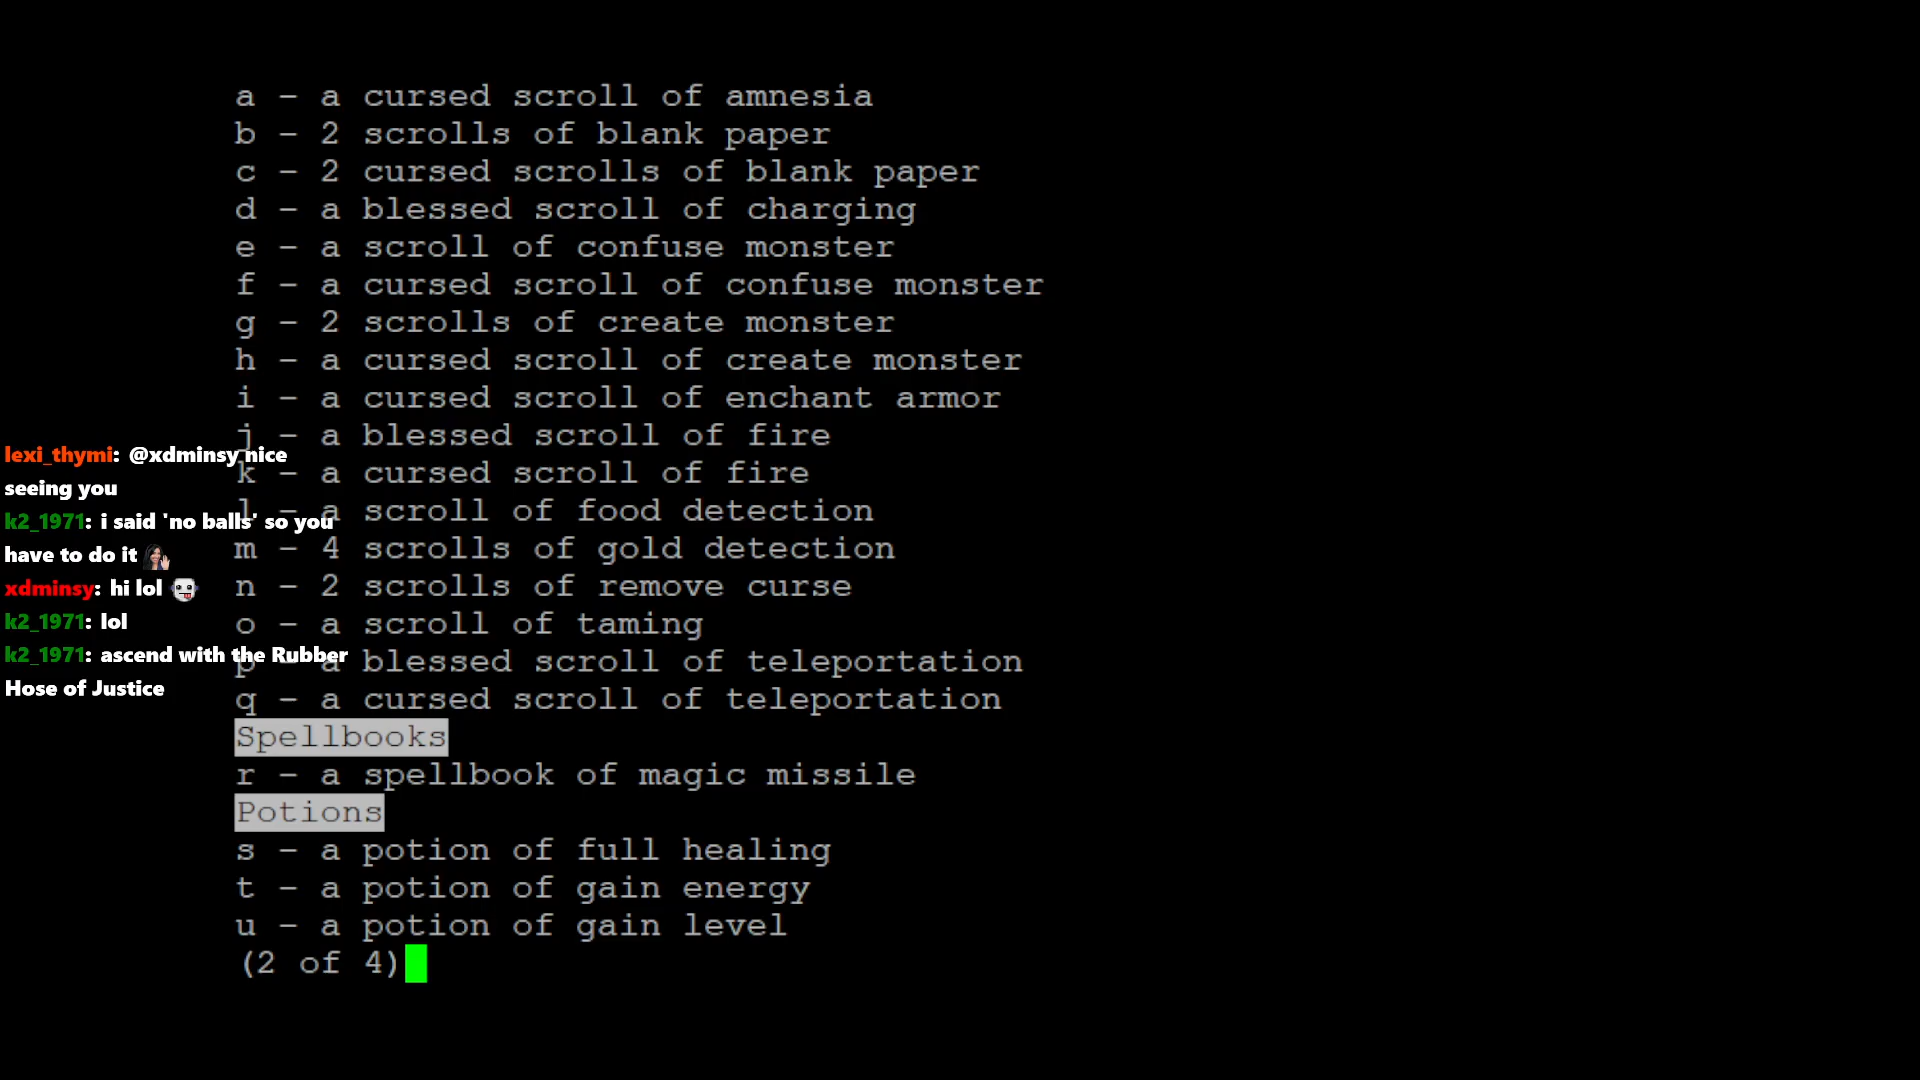 a - a cursed scroll of amnesia
b - 2 scrolls of blank paper
c - 2 cursed scrolls of blank paper
d - a blessed scroll of charging
e - a scroll of confuse monster
f - a cursed scroll of confuse monster
g - 2 scrolls of create monster
h - a cursed scroll of create monster
i - a cursed scroll of enchant armor
j - a blessed scroll of fire
k - a cursed scroll of fire
l - a scroll of food detection
m - 4 scrolls of gold detection
n - 2 scrolls of remove curse
o - a scroll of taming
p - a blessed scroll of teleportation
q - a cursed scroll of teleportation
Spellbooks
r - a spellbook of magic missile
Potions
s - a potion of full healing
t - a potion of gain energy
u - a potion of gain level
(2 of 4)
lexi_thymi: @xdminsy nice
seeing you
k2_1971: i said 'no balls' so you
have to do it
xdminsy: hi lol
k2_1971: lol
k2_1971: ascend with the Rubber
Hose of Justice